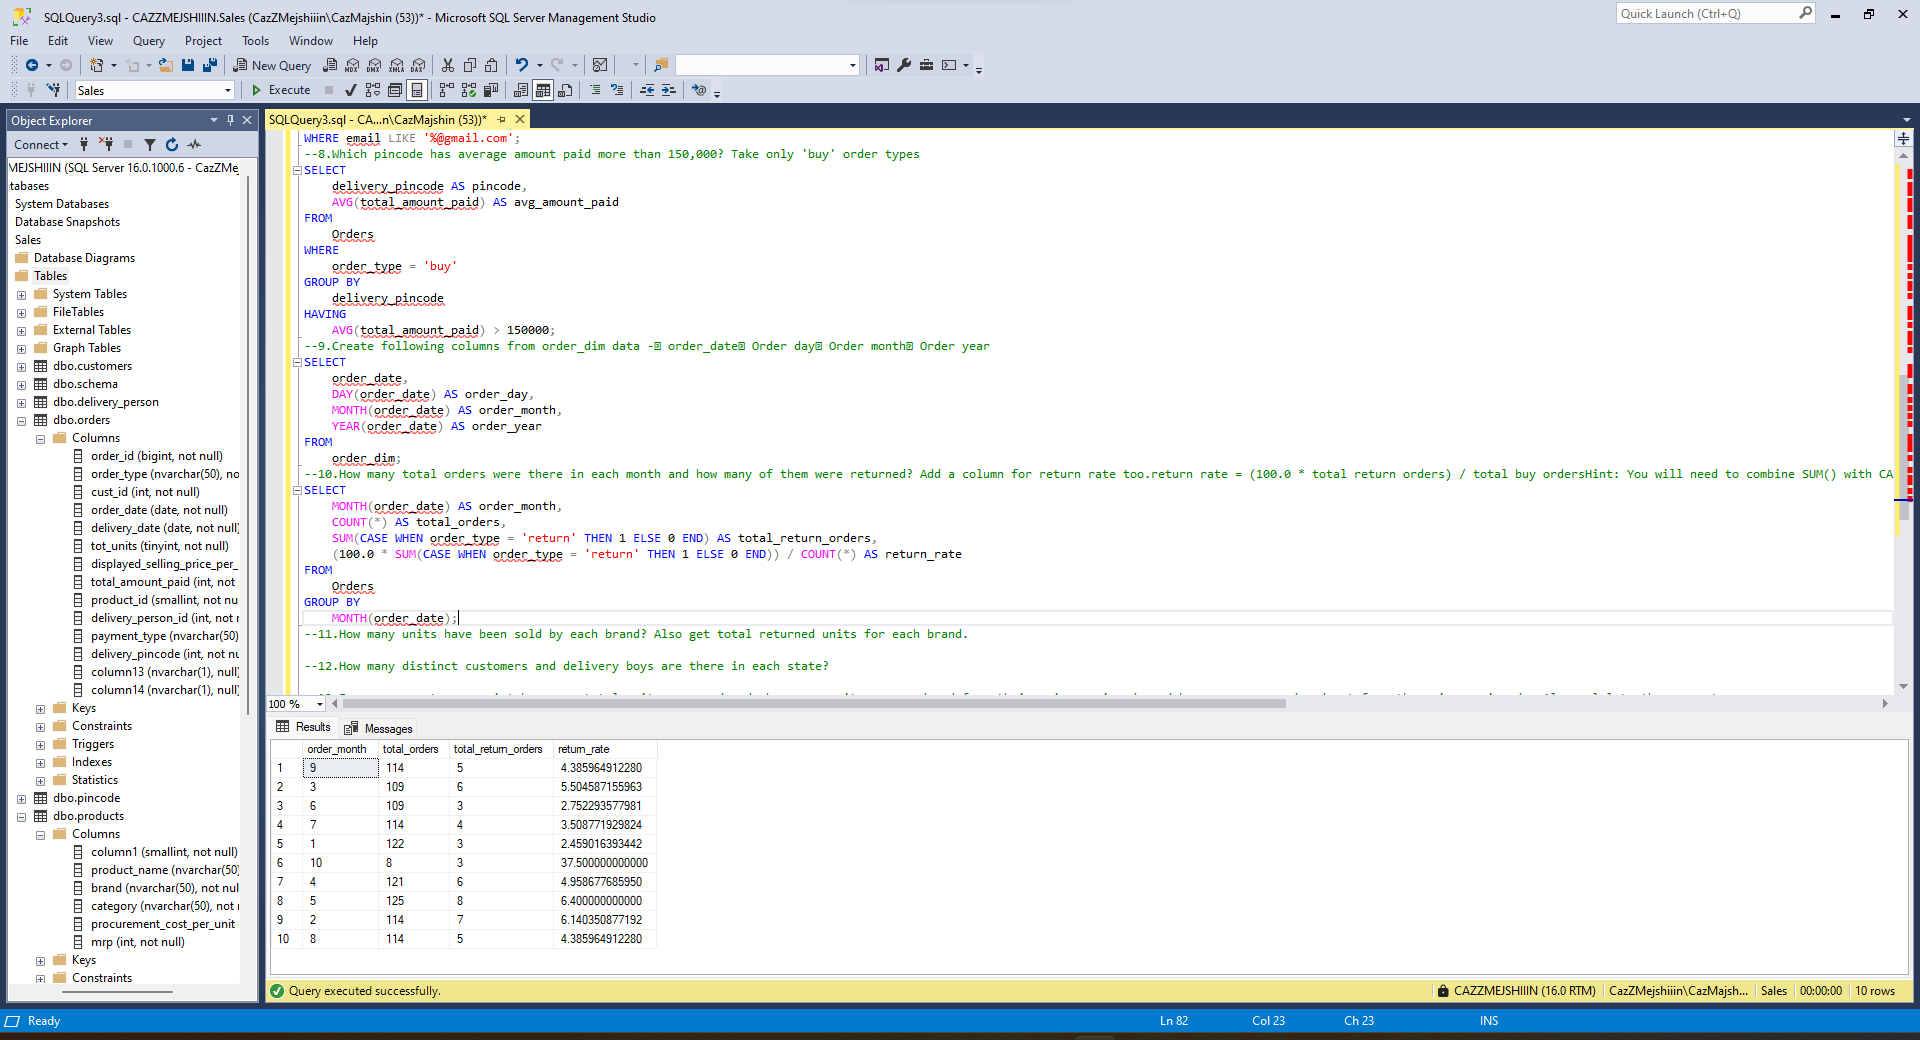 SQLQuery3.sql - CAZZMEJSHIIIN.Sales (CazZMejshiiin\CazMajshin (53))* - Microsoft SQL Server Management Studio
Quick Launch (Ctrl+Q)
File Edit View Query Project Tools Window Help
New Query
MDX DMX XMLA DAX
Sales
Execute
Object Explorer
SQLQuery3.sql - CA...n\CazMajshin (53))*
Connect
MEJSHIIIN (SQL Server 16.0.1000.6 - CazZMe
tabases
System Databases
Database Snapshots
Sales
Database Diagrams
Tables
System Tables
FileTables
External Tables
Graph Tables
dbo.customers
dbo.schema
dbo.delivery_person
dbo.orders
Columns
order_id (bigint, not null)
order_type (nvarchar(50), no
cust_id (int, not null)
order_date (date, not null)
delivery_date (date, not null)
tot_units (tinyint, not null)
displayed_selling_price_per_
total_amount_paid (int, not
product_id (smallint, not nu
delivery_person_id (int, not r
payment_type (nvarchar(50)
delivery_pincode (int, not nu
column13 (nvarchar(1), null)
column14 (nvarchar(1), null)
Keys
Constraints
Triggers
Indexes
Statistics
dbo.pincode
dbo.products
Columns
column1 (smallint, not null)
product_name (nvarchar(50)
brand (nvarchar(50), not nul
category (nvarchar(50), not r
procurement_cost_per_unit
mrp (int, not null)
Keys
Constraints
WHERE email LIKE '%@gmail.com';
--8.Which pincode has average amount paid more than 150,000? Take only 'buy' order types
SELECT
delivery_pincode AS pincode,
AVG(total_amount_paid) AS avg_amount_paid
FROM
Orders
WHERE
order_type = 'buy'
GROUP BY
delivery_pincode
HAVING
AVG(total_amount_paid) > 150000;
--9.Create following columns from order_dim data - order_date Order day Order month Order year
SELECT
order_date,
DAY(order_date) AS order_day,
MONTH(order_date) AS order_month,
YEAR(order_date) AS order_year
FROM
order_dim;
--10.How many total orders were there in each month and how many of them were returned? Add a column for return rate too.return rate = (100.0 * total return orders) / total buy ordersHint: You will need to combine SUM() with CA
SELECT
MONTH(order_date) AS order_month,
COUNT(*) AS total_orders,
SUM(CASE WHEN order_type = 'return' THEN 1 ELSE 0 END) AS total_return_orders,
(100.0 * SUM(CASE WHEN order_type = 'return' THEN 1 ELSE 0 END)) / COUNT(*) AS return_rate
FROM
Orders
GROUP BY
MONTH(order_date);
--11.How many units have been sold by each brand? Also get total returned units for each brand.
--12.How many distinct customers and delivery boys are there in each state?
100 %
Results Messages
order_month total_orders total_return_orders return_rate
1 9 114 5 4.385964912280
2 3 109 6 5.504587155963
3 6 109 3 2.752293577981
4 7 114 4 3.508771929824
5 1 122 3 2.459016393442
6 10 8 3 37.500000000000
7 4 121 6 4.958677685950
8 5 125 8 6.400000000000
9 2 114 7 6.140350877192
10 8 114 5 4.385964912280
Query executed successfully.
CAZZMEJSHIIIN (16.0 RTM) CazZMejshiiin\CazMajsh... Sales 00:00:00 10 rows
Ready
Ln 82 Col 23 Ch 23 INS